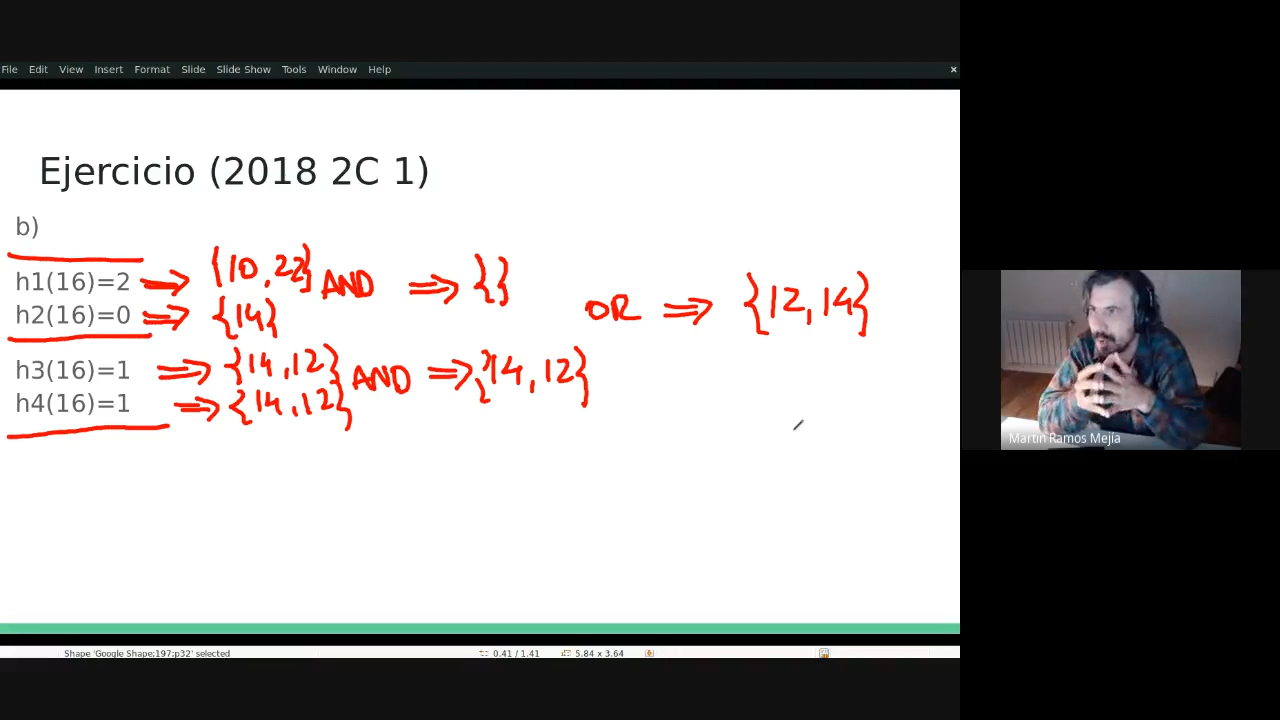 File Edit View Insert Format Slide Slide Show Tools Window Help ×
Ejercicio (2018 2C 1)
b)
h1(16)=2 ⇒ {10, 22} AND ⇒ {}
h2(16)=0 ⇒ {14}
OR ⇒ {12, 14}
h3(16)=1 ⇒ {14, 12} AND ⇒ {14, 12}
h4(16)=1 ⇒ {14, 12}
Martín Ramos Mejía
Shape 'Google Shape;197;p32' selected 0.41 / 1.41 5.84 x 3.64